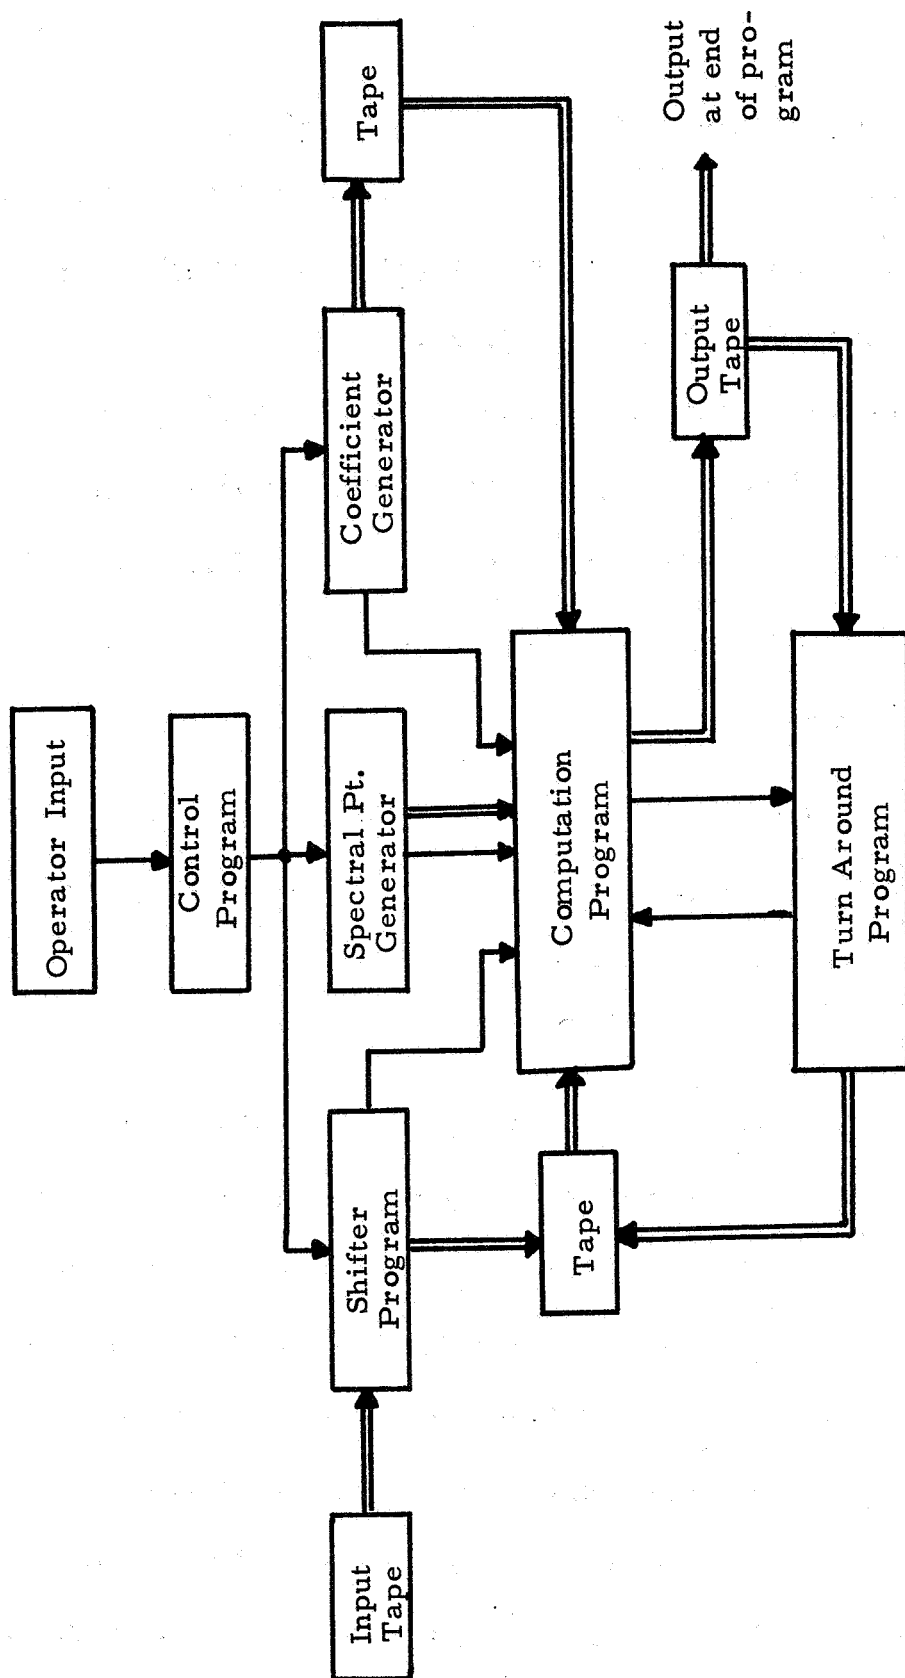 Operator Input
Control
Program
Input
Tape
Shifter
Program
Spectral Pt.
Generator
Coefficient
Generator
Tape
Tape
Computation
Program
Output
Tape
Output
at end
of pro-
gram
Turn Around
Program